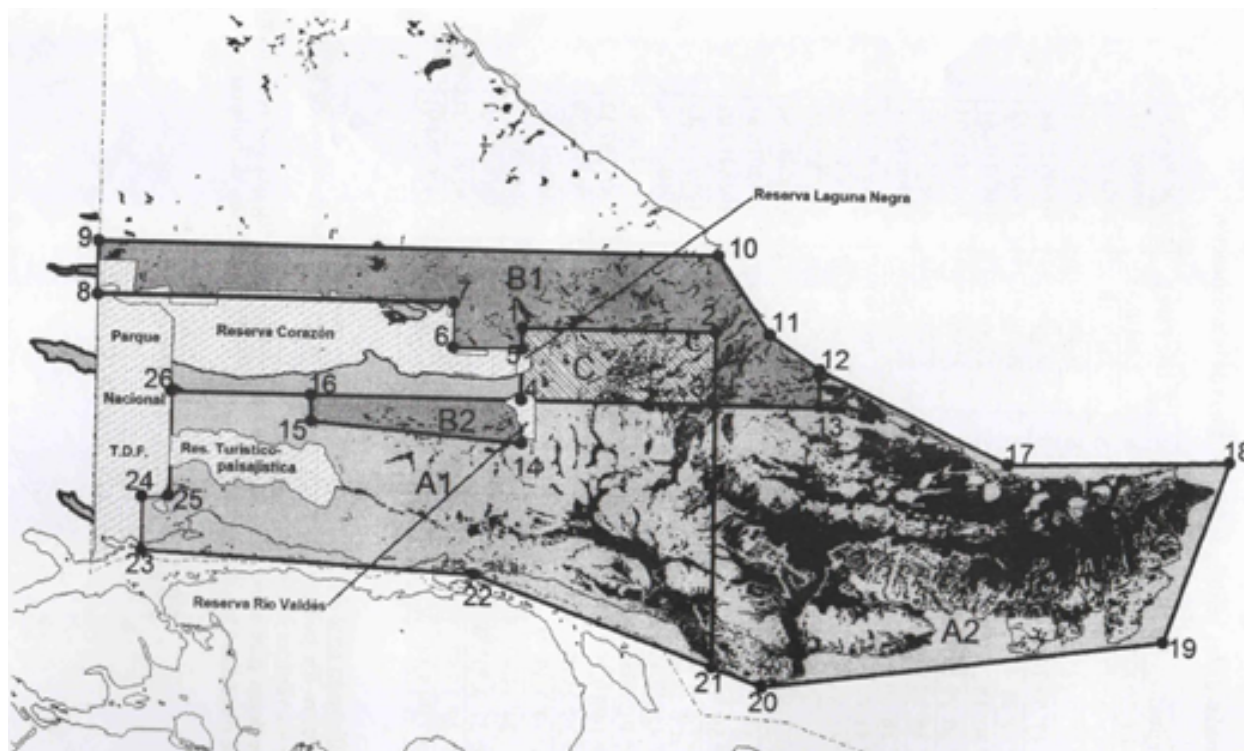 Reserva Laguna Negra
9
10
B1
8
7
1
2
11
Parque
Reserva Corazón
6
5
C
12
26
16
4
3
Nacional
13
15
B2
14
T.D.F.
Res. Turístico-
paisajística
A1
17
18
24
25
23
22
Reserva Río Valdés
A2
19
21
20